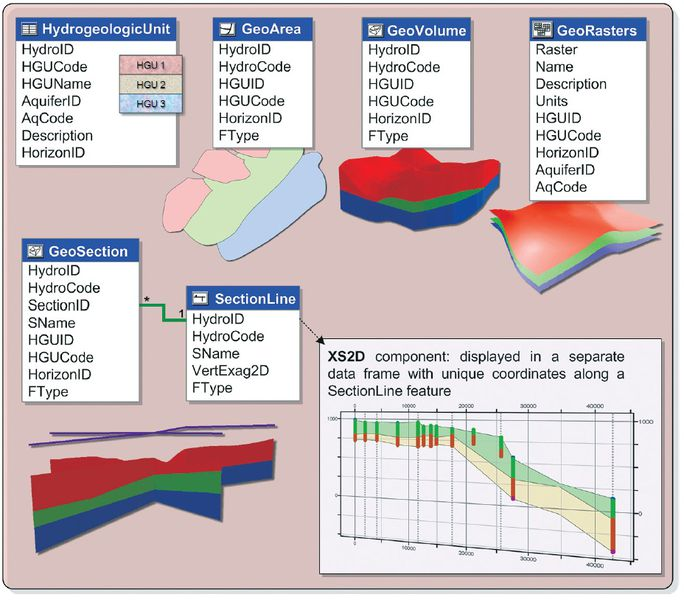 HydrogeologicUnit
HydroID
HGUCode
HGUName
AquiferID
AqCode
Description
HorizonID
HGU 1
HGU 2
HGU 3
GeoArea
HydroID
HydroCode
HGUID
HGUCode
HorizonID
FType
GeoVolume
HydroID
HydroCode
HGUID
HGUCode
HorizonID
FType
GeoRasters
Raster
Name
Description
Units
HGUID
HGUCode
HorizonID
AquiferID
AqCode
GeoSection
HydroID
HydroCode
SectionID
SName
HGUID
HGUCode
HorizonID
FType
*
1
SectionLine
HydroID
HydroCode
SName
VertExag2D
FType
XS2D component: displayed in a separate
data frame with unique coordinates along a
SectionLine feature
0 10000 20000 30000 40000
1000 1000
0 0
0 10000 20000 30000 40000